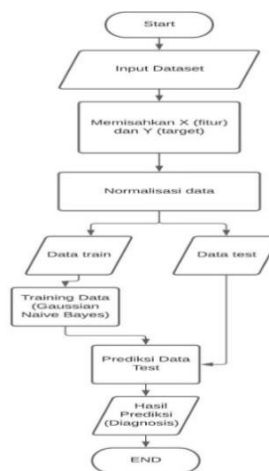 Start
Input Dataset
Memisahkan X (fitur)
dan Y (target)
Normalisasi data
Data train
Data test
Training Data
(Gaussian
Naive Bayes)
Prediksi Data
Test
Hasil
Prediksi
(Diagnosis)
END